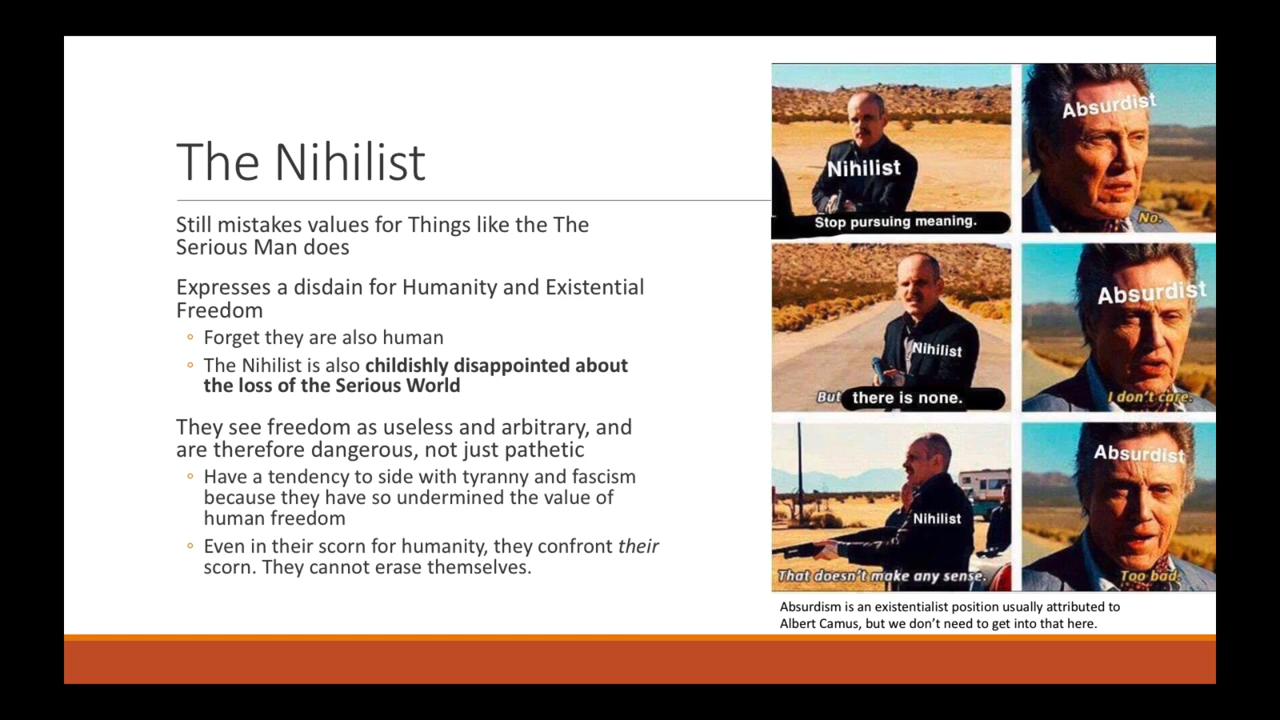 The Nihilist
Still mistakes values for Things like the The
Serious Man does
Expresses a disdain for Humanity and Existential
Freedom
◦ Forget they are also human
◦ The Nihilist is also childishly disappointed about
the loss of the Serious World
They see freedom as useless and arbitrary, and
are therefore dangerous, not just pathetic
◦ Have a tendency to side with tyranny and fascism
because they have so undermined the value of
human freedom
◦ Even in their scorn for humanity, they confront their
scorn. They cannot erase themselves.
Nihilist
Stop pursuing meaning.
Absurdist
No.
Nihilist
But there is none.
Absurdist
I don't care.
Nihilist
That doesn't make any sense.
Absurdist
Too bad.
Absurdism is an existentialist position usually attributed to
Albert Camus, but we don't need to get into that here.